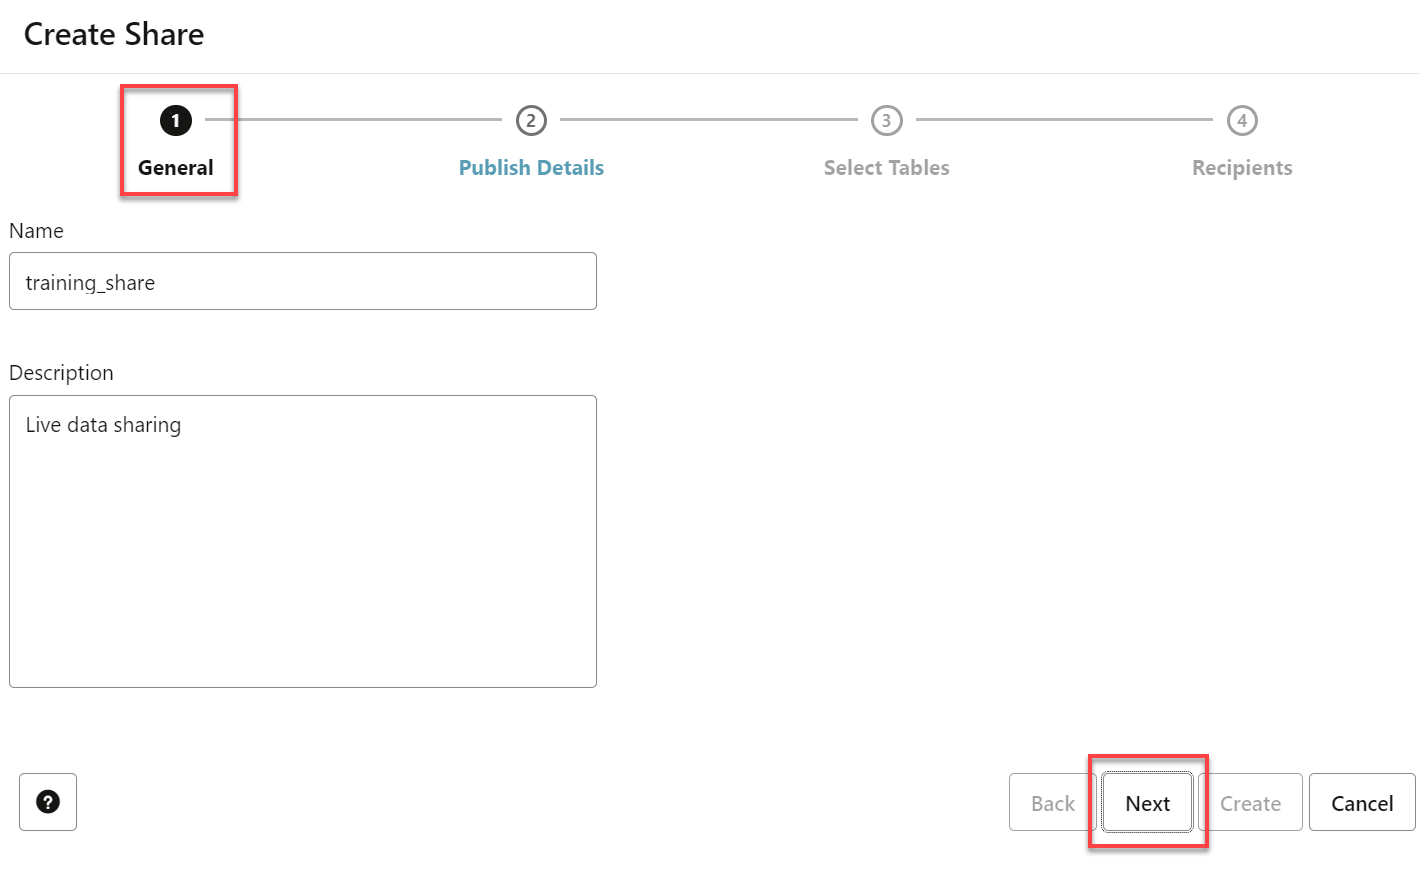 Create Share
1 2 3 4
General Publish Details Select Tables Recipients
Name
training_share
Description
Live data sharing
? Back Next Create Cancel